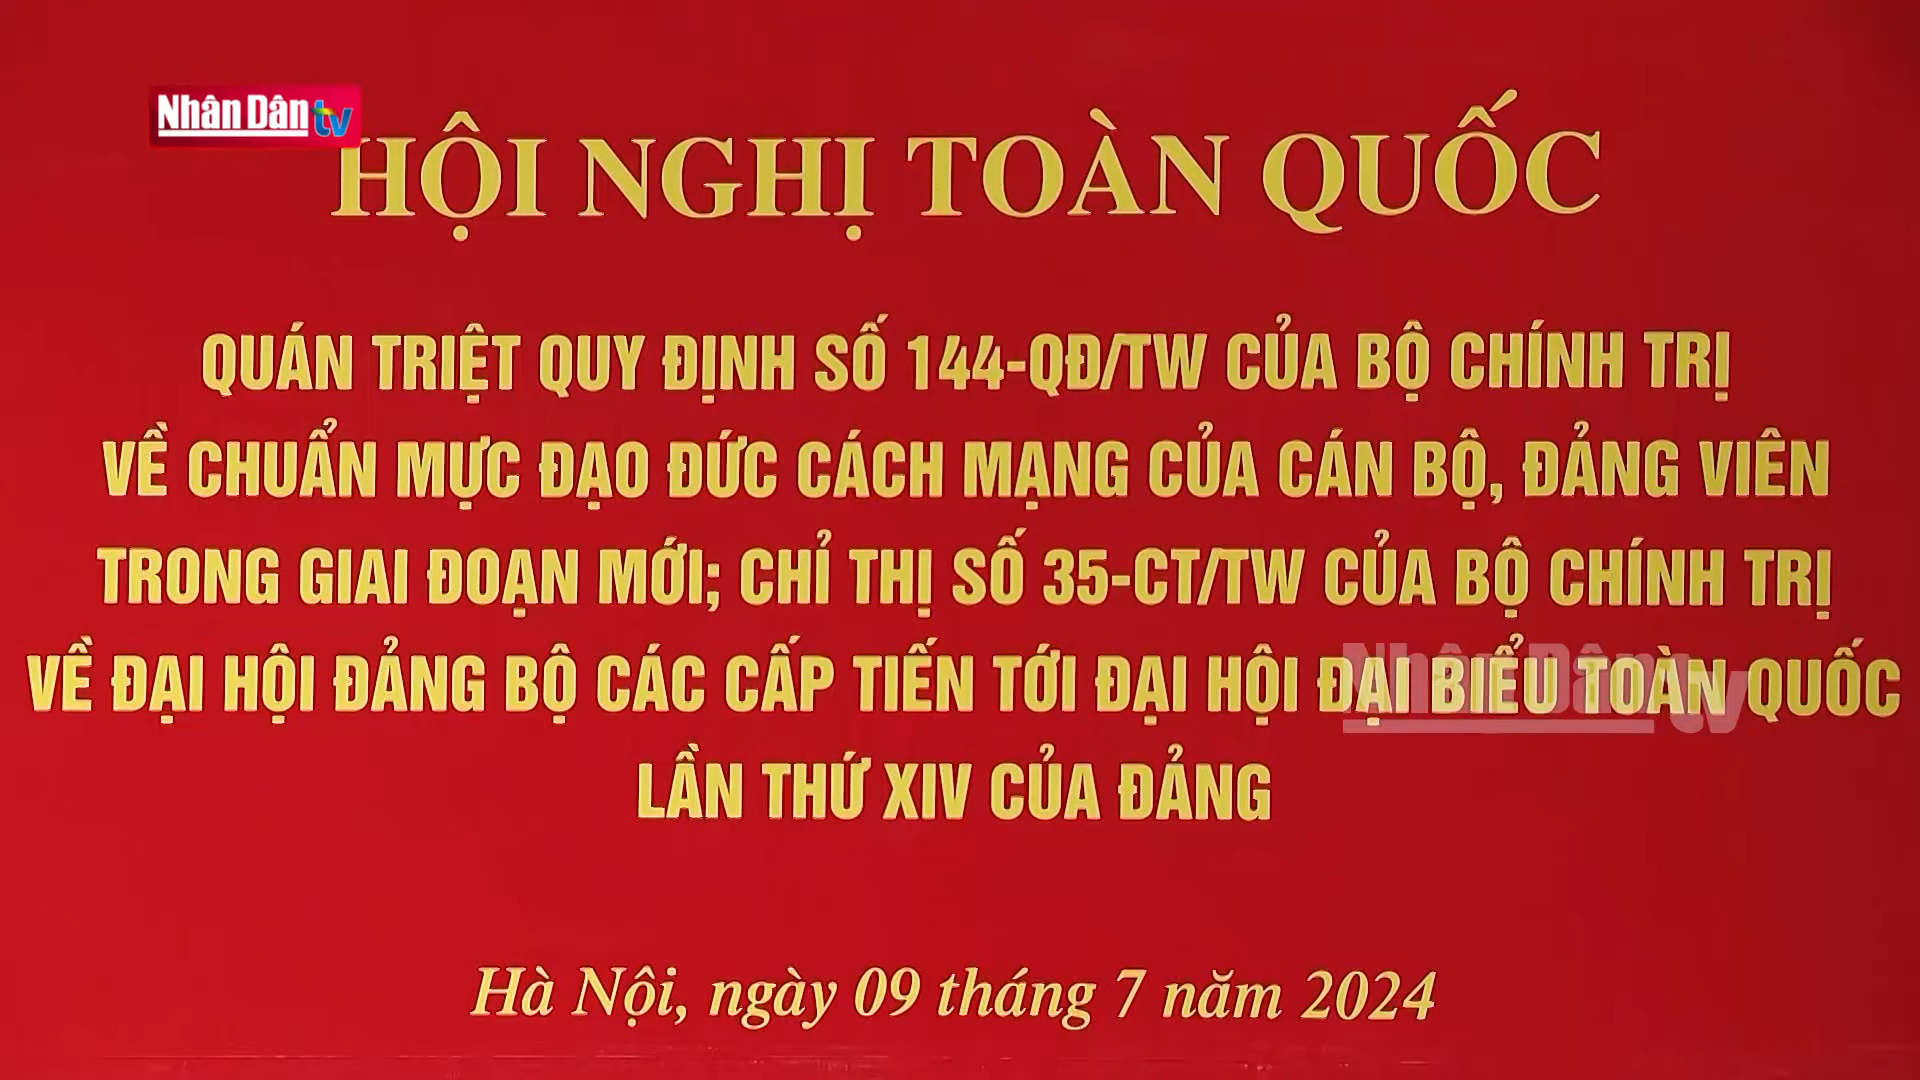 Nhân Dân tv
HỘI NGHỊ TOÀN QUỐC
QUÁN TRIỆT QUY ĐỊNH SỐ 144-QĐ/TW CỦA BỘ CHÍNH TRỊ
VỀ CHUẨN MỰC ĐẠO ĐỨC CÁCH MẠNG CỦA CÁN BỘ, ĐẢNG VIÊN
TRONG GIAI ĐOẠN MỚI; CHỈ THỊ SỐ 35-CT/TW CỦA BỘ CHÍNH TRỊ
VỀ ĐẠI HỘI ĐẢNG BỘ CÁC CẤP TIẾN TỚI ĐẠI HỘI ĐẠI BIỂU TOÀN QUỐC
Nhân Dân tv
LẦN THỨ XIV CỦA ĐẢNG
Hà Nội, ngày 09 tháng 7 năm 2024